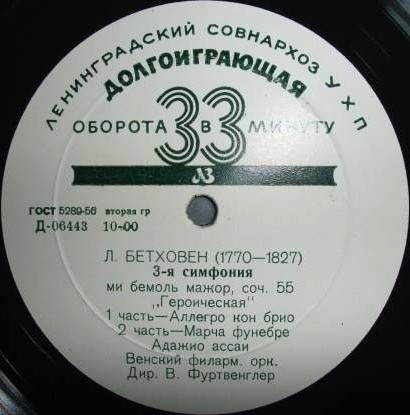 ЛЕНИНГРАДСКИЙ СОВНАРХОЗ УХП
ДОЛГОИГРАЮЩАЯ
33
ОБОРОТА В МИНУТУ
ЛЗ
ГОСТ 5289-56 вторая гр
Д-06443 10-00
Л. БЕТХОВЕН (1770—1827)
3-я симфония
ми бемоль мажор, соч. 55
„Героическая"
1 часть—Аллегро кон брио
2 часть—Марча фунебре
Адажио ассаи
Венский филарм. орк.
Дир. В. Фуртвенглер